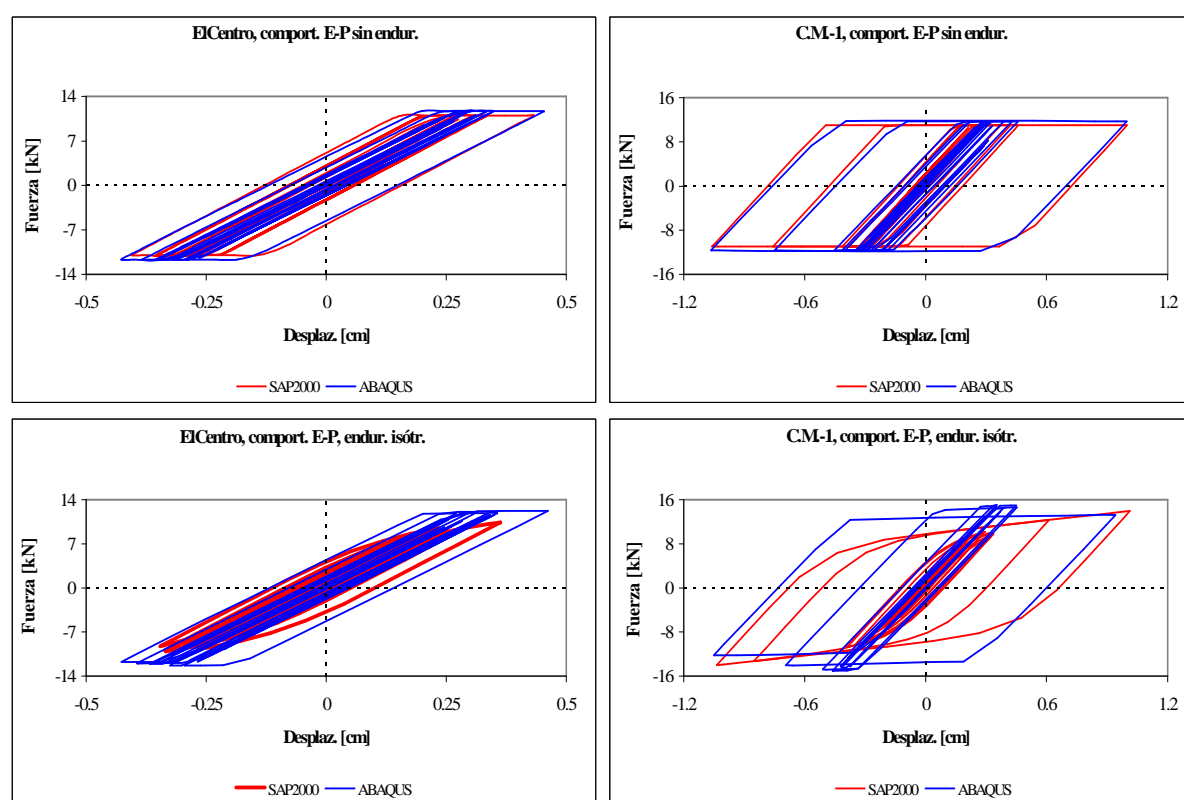 ElCentro, comport. E-P sin endur.
Fuerza [kN]
14
7
0
-7
-14
-0.5 -0.25 0 0.25 0.5
Desplaz. [cm]
SAP2000 ABAQUS
C.M.-1, comport. E-P sin endur.
Fuerza [kN]
16
8
0
-8
-16
-1.2 -0.6 0 0.6 1.2
Desplaz. [cm]
SAP2000 ABAQUS
ElCentro, comport. E-P, endur. isótr.
Fuerza [kN]
14
7
0
-7
-14
-0.5 -0.25 0 0.25 0.5
Desplaz. [cm]
SAP2000 ABAQUS
C.M.-1, comport. E-P, endur. isótr.
Fuerza [kN]
16
8
0
-8
-16
-1.2 -0.6 0 0.6 1.2
Desplaz. [cm]
SAP2000 ABAQUS